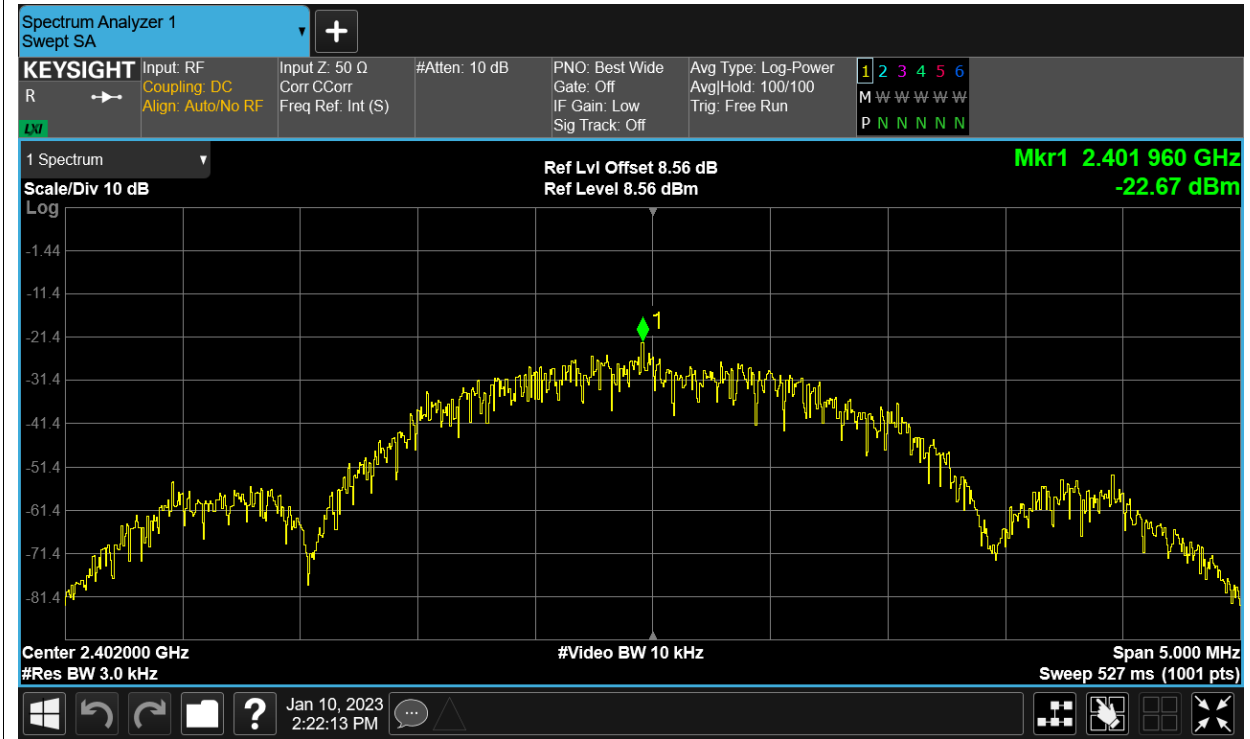 Spectrum Analyzer 1
Swept SA
+
KEYSIGHT
R
LXI
Input: RF
Coupling: DC
Align: Auto/No RF
Input Z: 50 Ω
Corr CCorr
Freq Ref: Int (S)
#Atten: 10 dB
PNO: Best Wide
Gate: Off
IF Gain: Low
Sig Track: Off
Avg Type: Log-Power
Avg|Hold: 100/100
Trig: Free Run
1 2 3 4 5 6
M W W W W W
P N N N N N
1 Spectrum
Scale/Div 10 dB
Log
Ref Lvl Offset 8.56 dB
Ref Level 8.56 dBm
Mkr1 2.401 960 GHz
-22.67 dBm
-1.44
-11.4
1
-21.4
-31.4
-41.4
-51.4
-61.4
-71.4
-81.4
Center 2.402000 GHz
#Video BW 10 kHz
Span 5.000 MHz
#Res BW 3.0 kHz
Sweep 527 ms (1001 pts)
?
Jan 10, 2023
2:22:13 PM